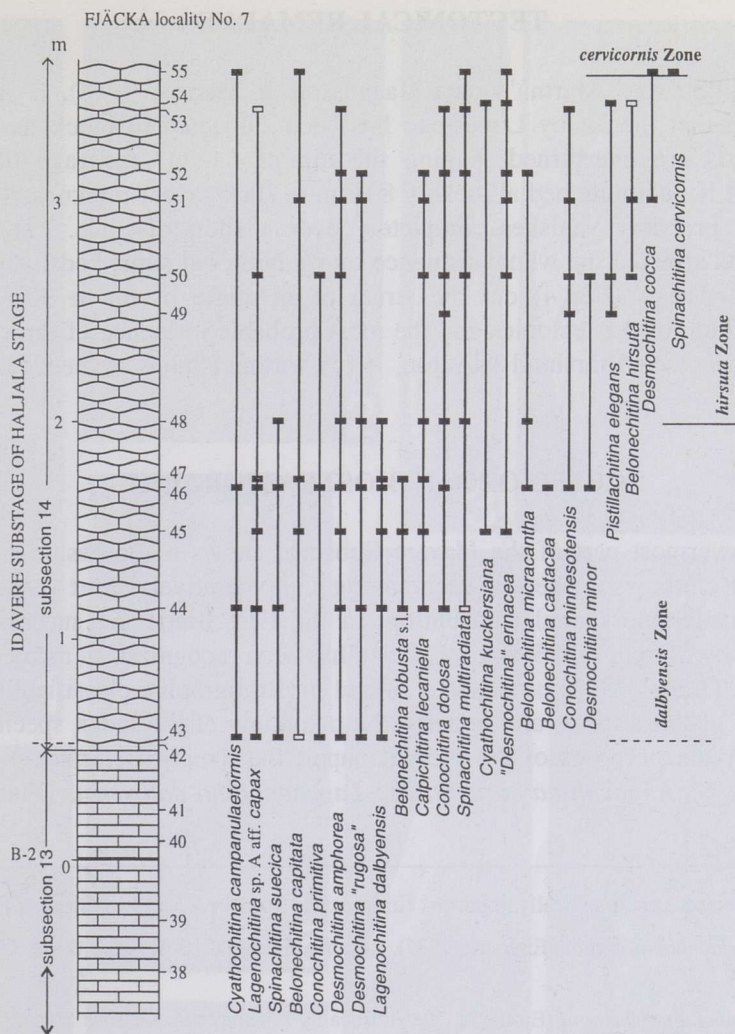 FJÄCKA locality No. 7
m
IDAVERE SUBSTAGE OF HALJALA STAGE
subsection 14
subsection 13
3
2
1
0
B-2
55
54
53
52
51
50
49
48
47
46
45
44
43
42
41
40
39
38
Cyathochitina campanulaeformis
Lagenochitina sp. A aff. capax
Spinachitina suecica
Belonechitina capitata
Conochitina primitiva
Desmochitina amphorea
Desmochitina "rugosa"
Lagenochitina dalbyensis
Belonechitina robusta s.l.
Calpichitina lecaniella
Conochitina dolosa
Spinachitina multiradiata
Cyathochitina kuckersiana
"Desmochitina" erinacea
Belonechitina micracantha
Belonechitina cactacea
Conochitina minnesotensis
Desmochitina minor
Pistillachitina elegans
Belonechitina hirsuta
Desmochitina cocca
Spinachitina cervicornis
cervicornis Zone
hirsuta Zone
dalbyensis Zone